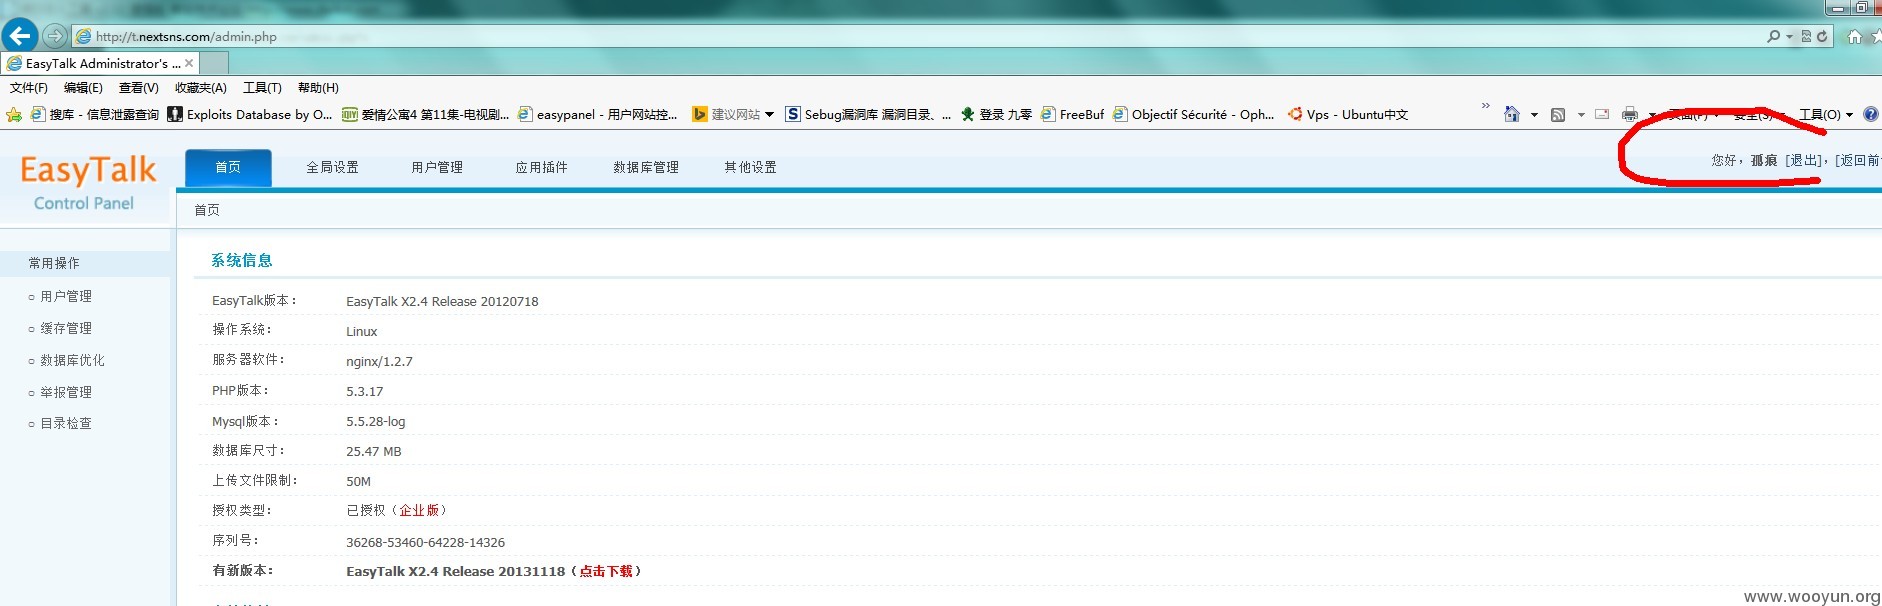 http://t.nextsns.com/admin.php
EasyTalk Administrator's ...
文件(F) 编辑(E) 查看(V) 收藏夹(A) 工具(T) 帮助(H)
搜库 - 信息泄露查询 Exploits Database by O... 爱情公寓4 第11集-电视剧... easypanel - 用户网站控... 建议网站 Sebug漏洞库 漏洞目录、... 登录 九零 FreeBuf Objectif Sécurité - Oph... Vps - Ubuntu中文 » 页面(P) 安全(S) 工具(O)
EasyTalk
Control Panel
首页 全局设置 用户管理 应用插件 数据库管理 其他设置
您好，孤痕 [退出]，[返回前
首页
常用操作
用户管理
缓存管理
数据库优化
举报管理
目录检查
系统信息
EasyTalk版本： EasyTalk X2.4 Release 20120718
操作系统： Linux
服务器软件： nginx/1.2.7
PHP版本： 5.3.17
Mysql版本： 5.5.28-log
数据库尺寸： 25.47 MB
上传文件限制： 50M
授权类型： 已授权（企业版）
序列号： 36268-53460-64228-14326
有新版本： EasyTalk X2.4 Release 20131118（点击下载）
www.wooyun.org